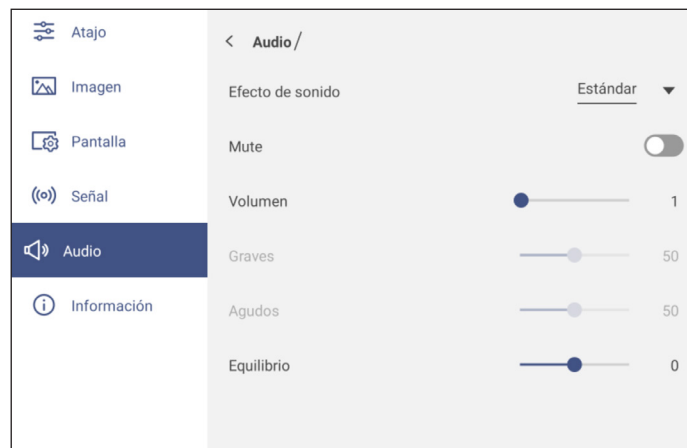 Atajo
Imagen
Pantalla
Señal
Audio
Información
< Audio/
Efecto de sonido Estándar
Mute
Volumen 1
Graves 50
Agudos 50
Equilibrio 0